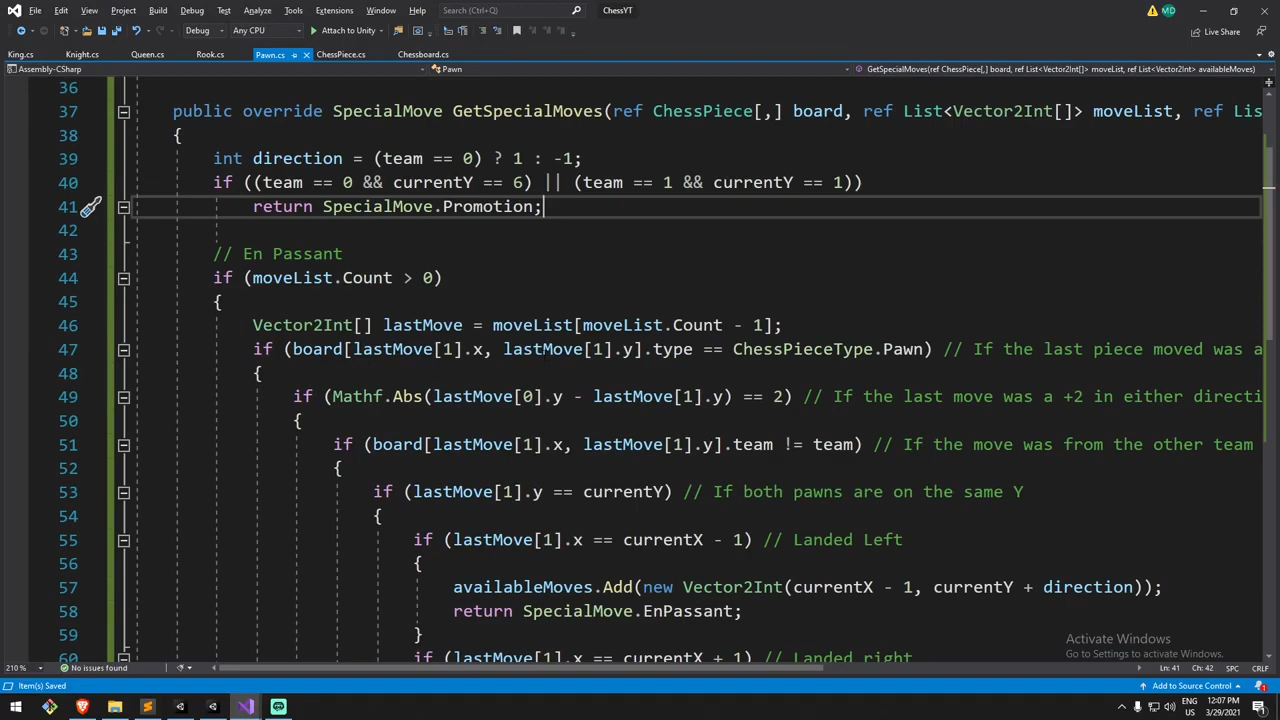 File Edit View Git Project Build Debug Test Analyze Tools Extensions Window Help Search (Ctrl+Q) ChessYT MD
Debug Any CPU Attach to Unity Live Share
King.cs Knight.cs Queen.cs Rook.cs Pawn.cs ChessPiece.cs Chessboard.cs
Assembly-CSharp Pawn GetSpecialMoves(ref ChessPiece[,] board, ref List<Vector2Int[]> moveList, ref List<Vector2Int> availableMoves)
36
37 public override SpecialMove GetSpecialMoves(ref ChessPiece[,] board, ref List<Vector2Int[]> moveList, ref Lis
38 {
39 int direction = (team == 0) ? 1 : -1;
40 if ((team == 0 && currentY == 6) || (team == 1 && currentY == 1))
41 return SpecialMove.Promotion;
42
43 // En Passant
44 if (moveList.Count > 0)
45 {
46 Vector2Int[] lastMove = moveList[moveList.Count - 1];
47 if (board[lastMove[1].x, lastMove[1].y].type == ChessPieceType.Pawn) // If the last piece moved was a
48 {
49 if (Mathf.Abs(lastMove[0].y - lastMove[1].y) == 2) // If the last move was a +2 in either directi
50 {
51 if (board[lastMove[1].x, lastMove[1].y].team != team) // If the move was from the other team
52 {
53 if (lastMove[1].y == currentY) // If both pawns are on the same Y
54 {
55 if (lastMove[1].x == currentX - 1) // Landed Left
56 {
57 availableMoves.Add(new Vector2Int(currentX - 1, currentY + direction));
58 return SpecialMove.EnPassant;
59 }
60 if (lastMove[1].x == currentX + 1) // Landed right
Activate Windows
Go to Settings to activate Windows.
210 % No issues found Ln: 41 Ch: 42 SPC CRLF
Item(s) Saved Add to Source Control 1
ENG 12:07 PM
US 3/29/2021 1